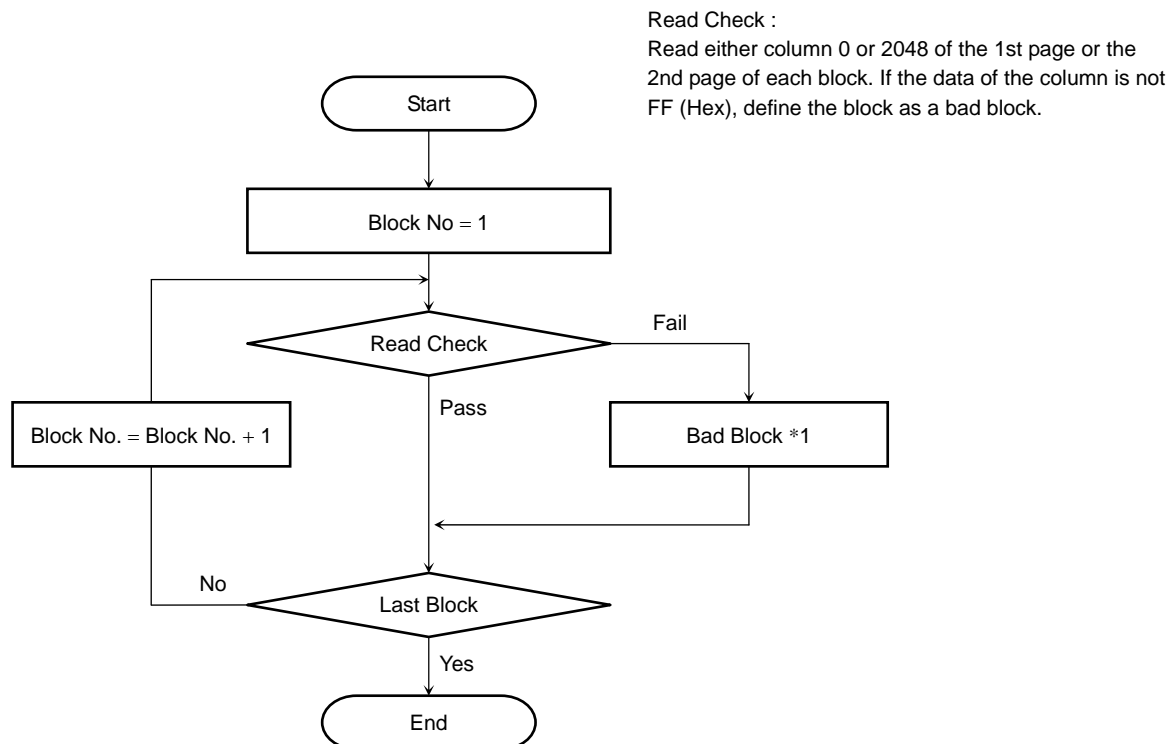 Read Check :
Read either column 0 or 2048 of the 1st page or the
2nd page of each block. If the data of the column is not
FF (Hex), define the block as a bad block.
Start
Block No = 1
Read Check
Fail
Pass
Block No. = Block No. + 1
Bad Block *1
No
Last Block
Yes
End